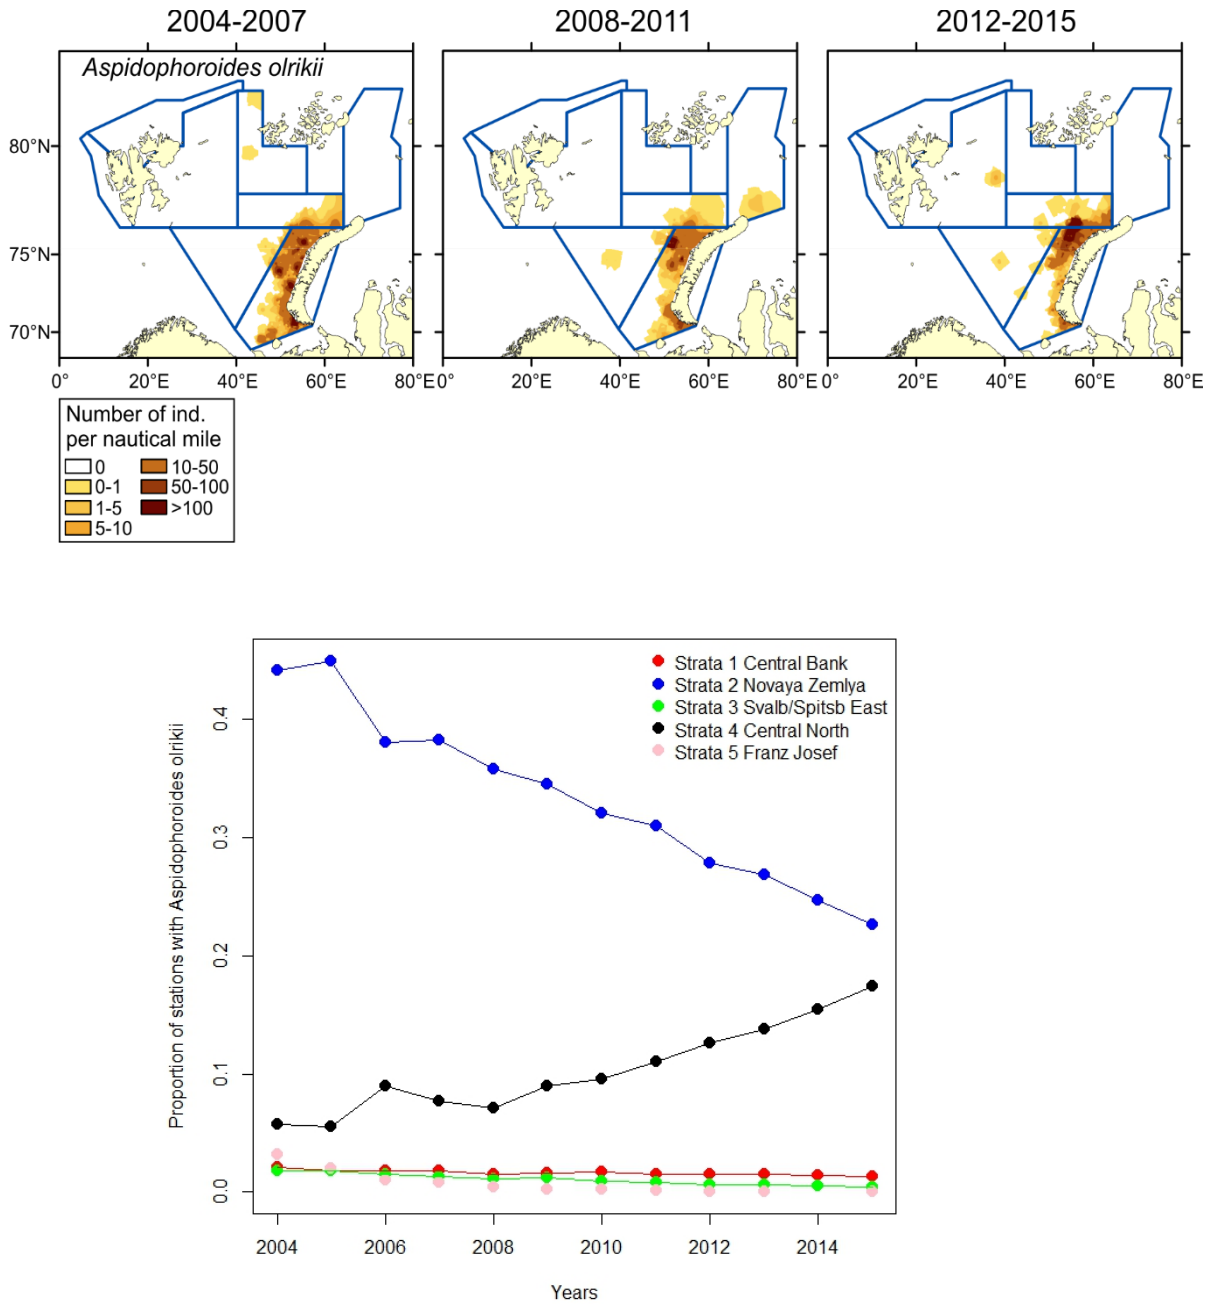 2004-2007 2008-2011 2012-2015
Aspidophoroides olrikii
80°N
75°N
70°N
0° 20°E 40°E 60°E 80°E 0° 20°E 40°E 60°E 80°E 0° 20°E 40°E 60°E 80°E
Number of ind.
per nautical mile
0 10-50
0-1 50-100
1-5 >100
5-10
Strata 1 Central Bank
Strata 2 Novaya Zemlya
Strata 3 Svalb/Spitsb East
Strata 4 Central North
Strata 5 Franz Josef
Proportion of stations with Aspidophoroides olrikii
0.4
0.3
0.2
0.1
0.0
2004 2006 2008 2010 2012 2014
Years